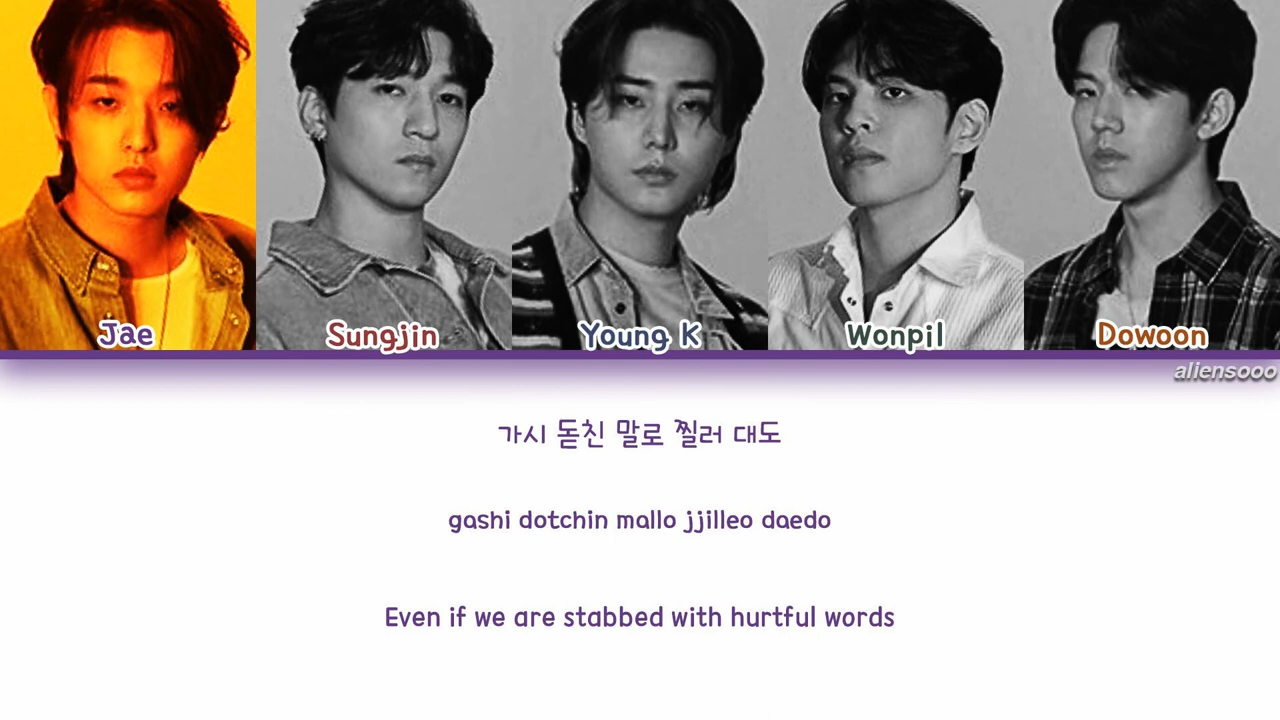 Jae
Sungjin
Young K
Wonpil
Dowoon
aliensooo
가시 돋친 말로 찔러 대도
gashi dotchin mallo jjilleo daedo
Even if we are stabbed with hurtful words